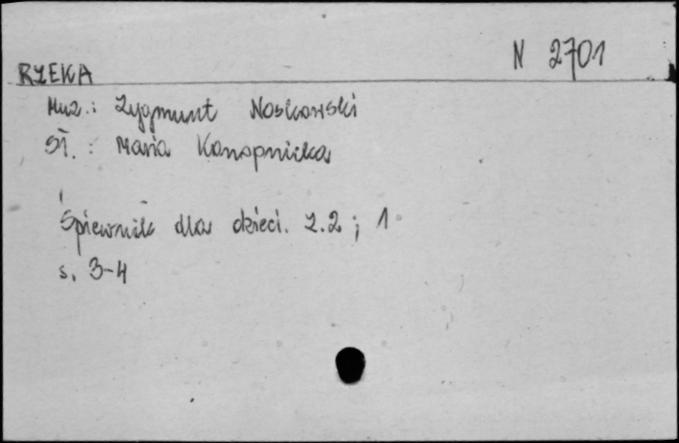 N 2701
RZEKA
Muz.: Zygmunt Noskowski
Sł.: Maria Konopnicka
Śpiewnik dla dzieci. Z.2; 1
s. 3-4